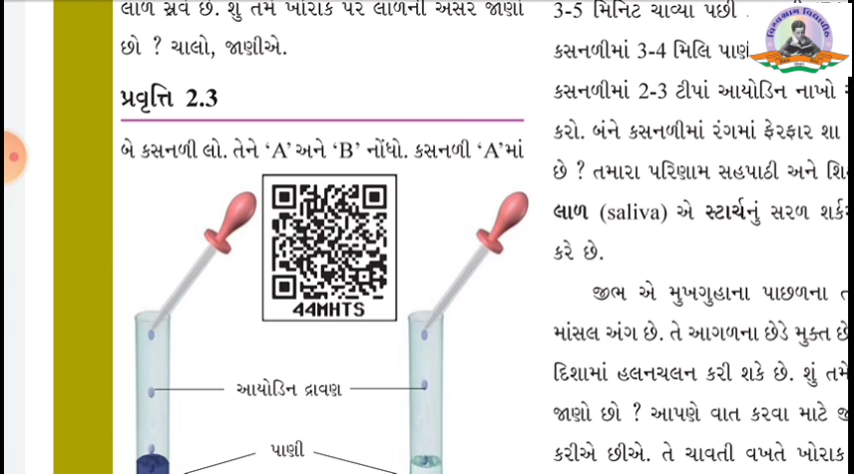 લાળ સ્રવે છે. શું તમે ખોરાક પર લાળની અસર જાણો
છો ? ચાલો, જાણીએ.
પ્રવૃત્તિ 2.3
બે કસનળી લો. તેને ‘A’ અને ‘B’ નોંધો. કસનળી ‘A’માં
44MHTS
આયોડિન દ્રાવણ
પાણી
3-5 મિનિટ ચાવ્યા પછી
કસનળીમાં 3-4 મિલિ
કસનળીમાં 2-3 ટીપાં આયોડિન નાખો
કરો. બંને કસનળીમાં રંગમાં ફેરફાર શા
છે ? તમારા પરિણામ સહપાઠી અને
લાળ (saliva) એ સ્ટાર્ચનું સરળ
કરે છે.
જીભ એ મુખગુહાના પાછળના
માંસલ અંગ છે. તે આગળના છેડે મુક્ત
દિશામાં હલનચલન કરી શકે છે. શું
જાણો છો ? આપણે વાત કરવા માટે
કરીએ છીએ. તે ચાવતી વખતે ખોરાક